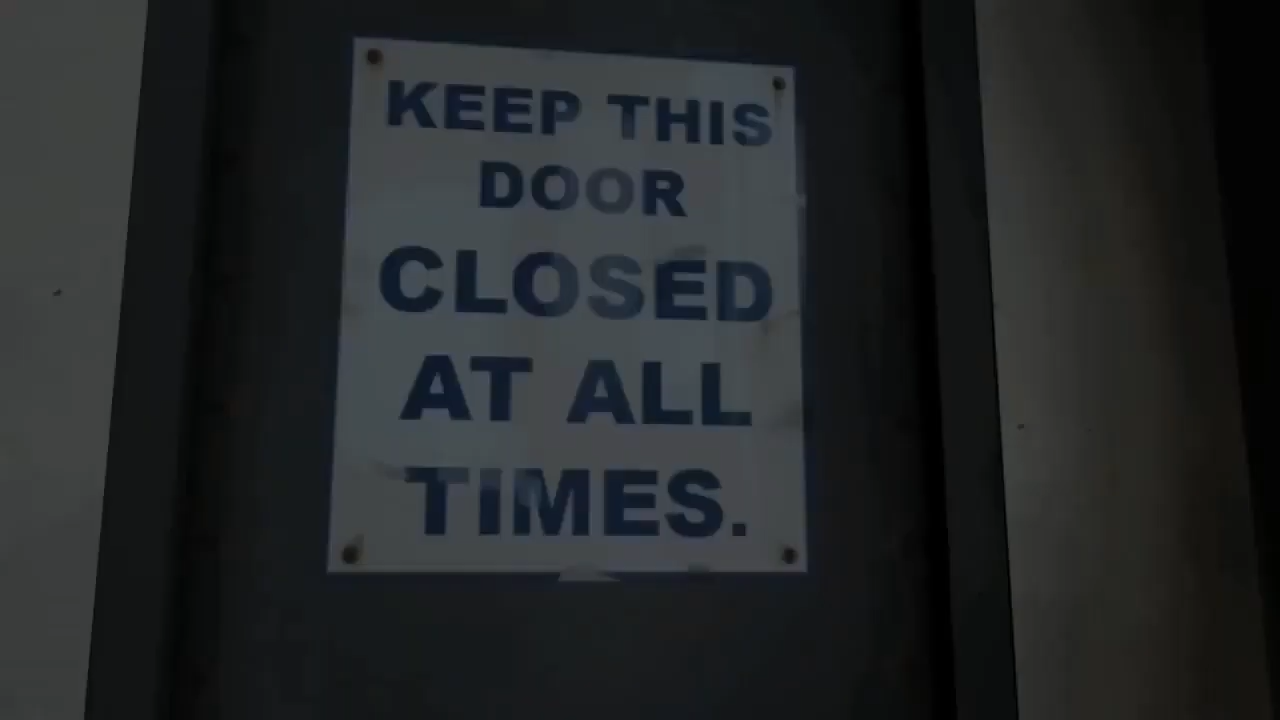 KEEP THIS
DOOR
CLOSED
AT ALL
TIMES.